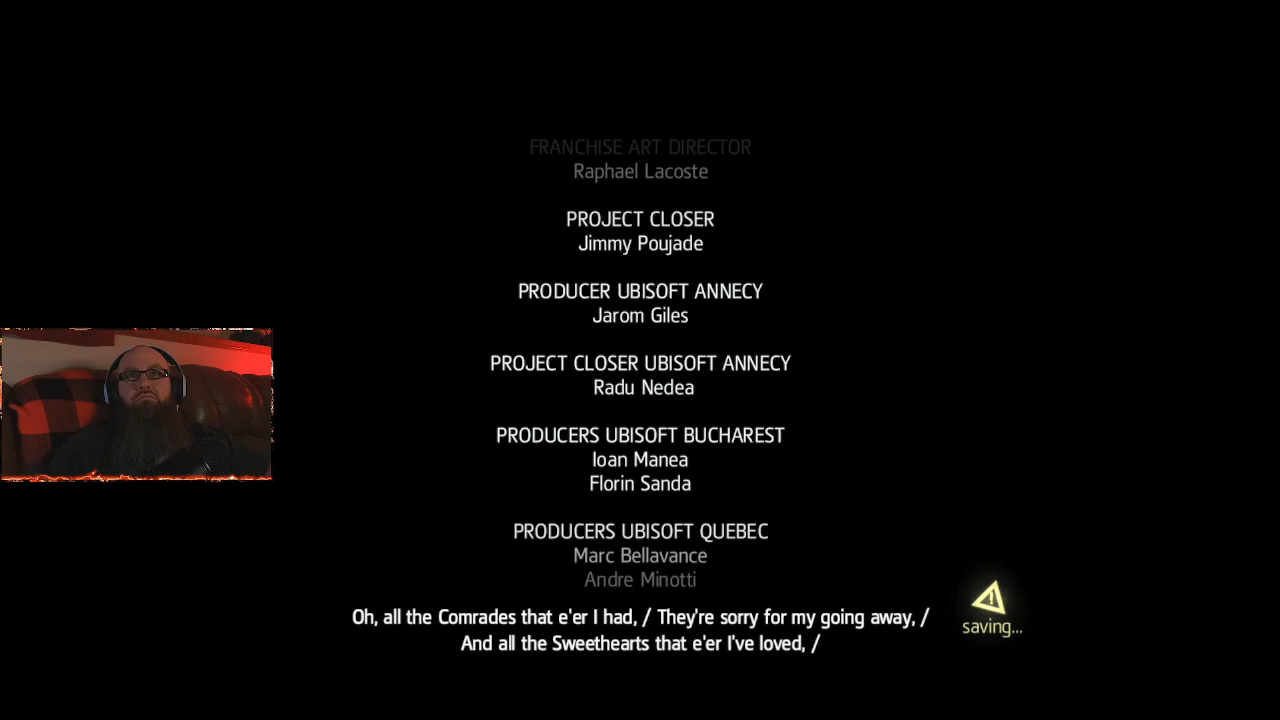 FRANCHISE ART DIRECTOR
Raphael Lacoste
PROJECT CLOSER
Jimmy Poujade
PRODUCER UBISOFT ANNECY
Jarom Giles
PROJECT CLOSER UBISOFT ANNECY
Radu Nedea
PRODUCERS UBISOFT BUCHAREST
Ioan Manea
Florin Sanda
PRODUCERS UBISOFT QUEBEC
Marc Bellavance
Andre Minotti
Oh, all the Comrades that e'er I had, / They're sorry for my going away, /
And all the Sweethearts that e'er I've loved, /
saving...